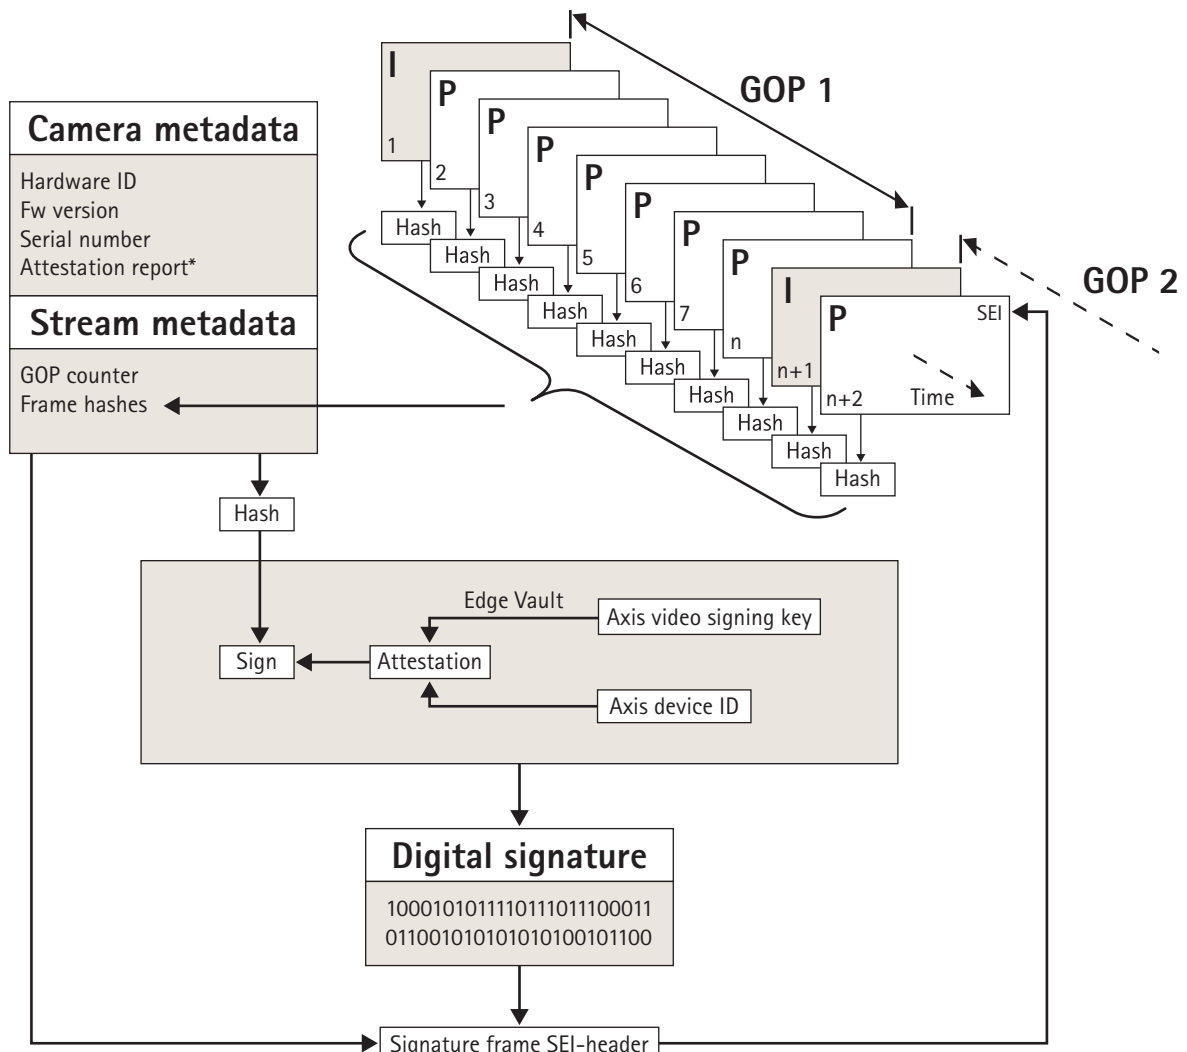 GOP 1
I
1
P
2
P
3
P
4
P
5
P
6
P
7
P
n
I
n+1
P
SEI
n+2
Time
GOP 2
Hash
Hash
Hash
Hash
Hash
Hash
Hash
Hash
Hash
Hash
Camera metadata
Hardware ID
Fw version
Serial number
Attestation report*
Stream metadata
GOP counter
Frame hashes
Hash
Edge Vault
Axis video signing key
Sign
Attestation
Axis device ID
Digital signature
1000101011110111011100011
0110010101010100101100
Signature frame SEI-header